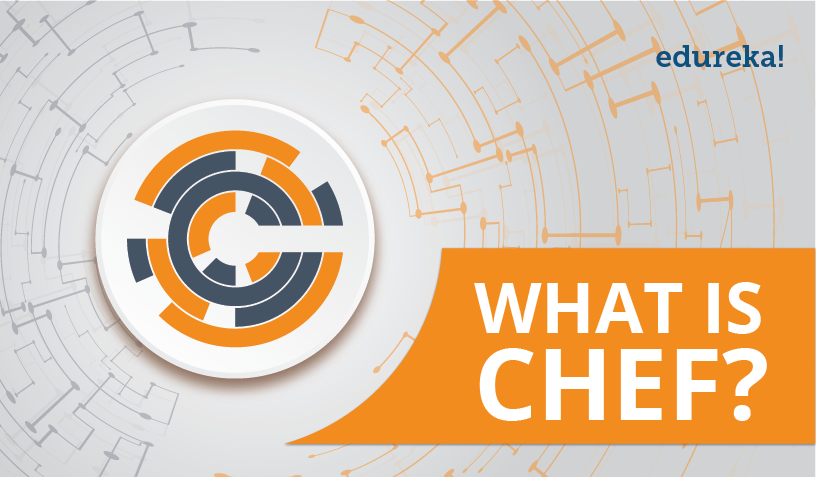 edureka!
WHAT IS
CHEF?